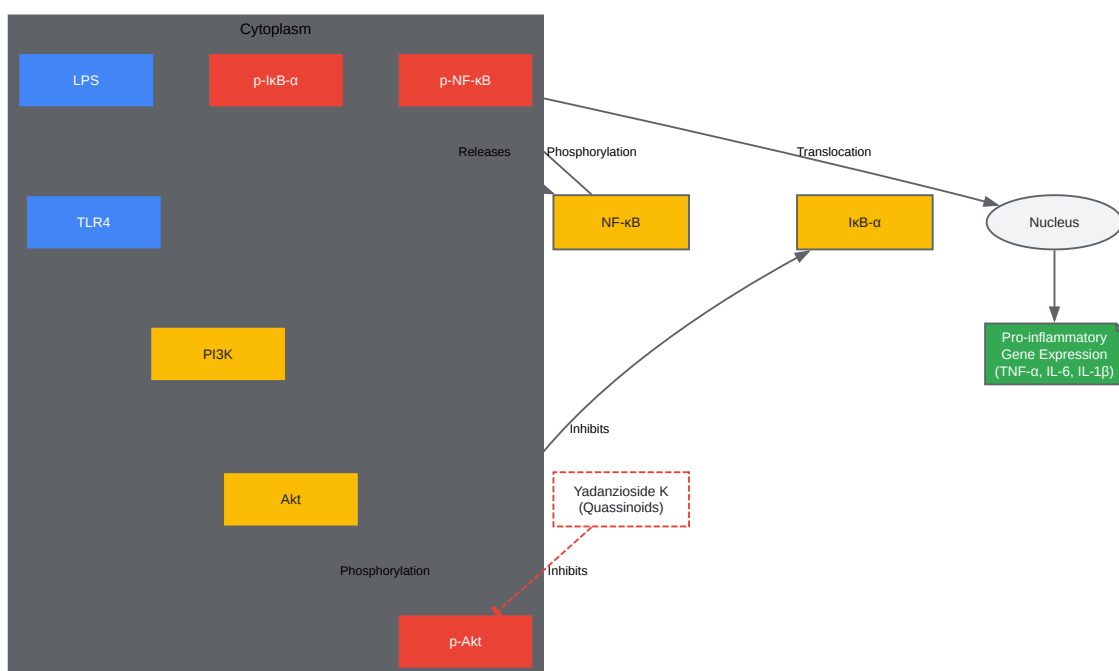 Cytoplasm
LPS
p-IκB-α
p-NF-κB
Releases
Phosphorylation
Translocation
TLR4
NF-κB
IκB-α
Nucleus
Pro-inflammatory
Gene Expression
(TNF-α, IL-6, IL-1β)
PI3K
Inhibits
Akt
Yadanzioside K
(Quassinoids)
Phosphorylation
Inhibits
p-Akt